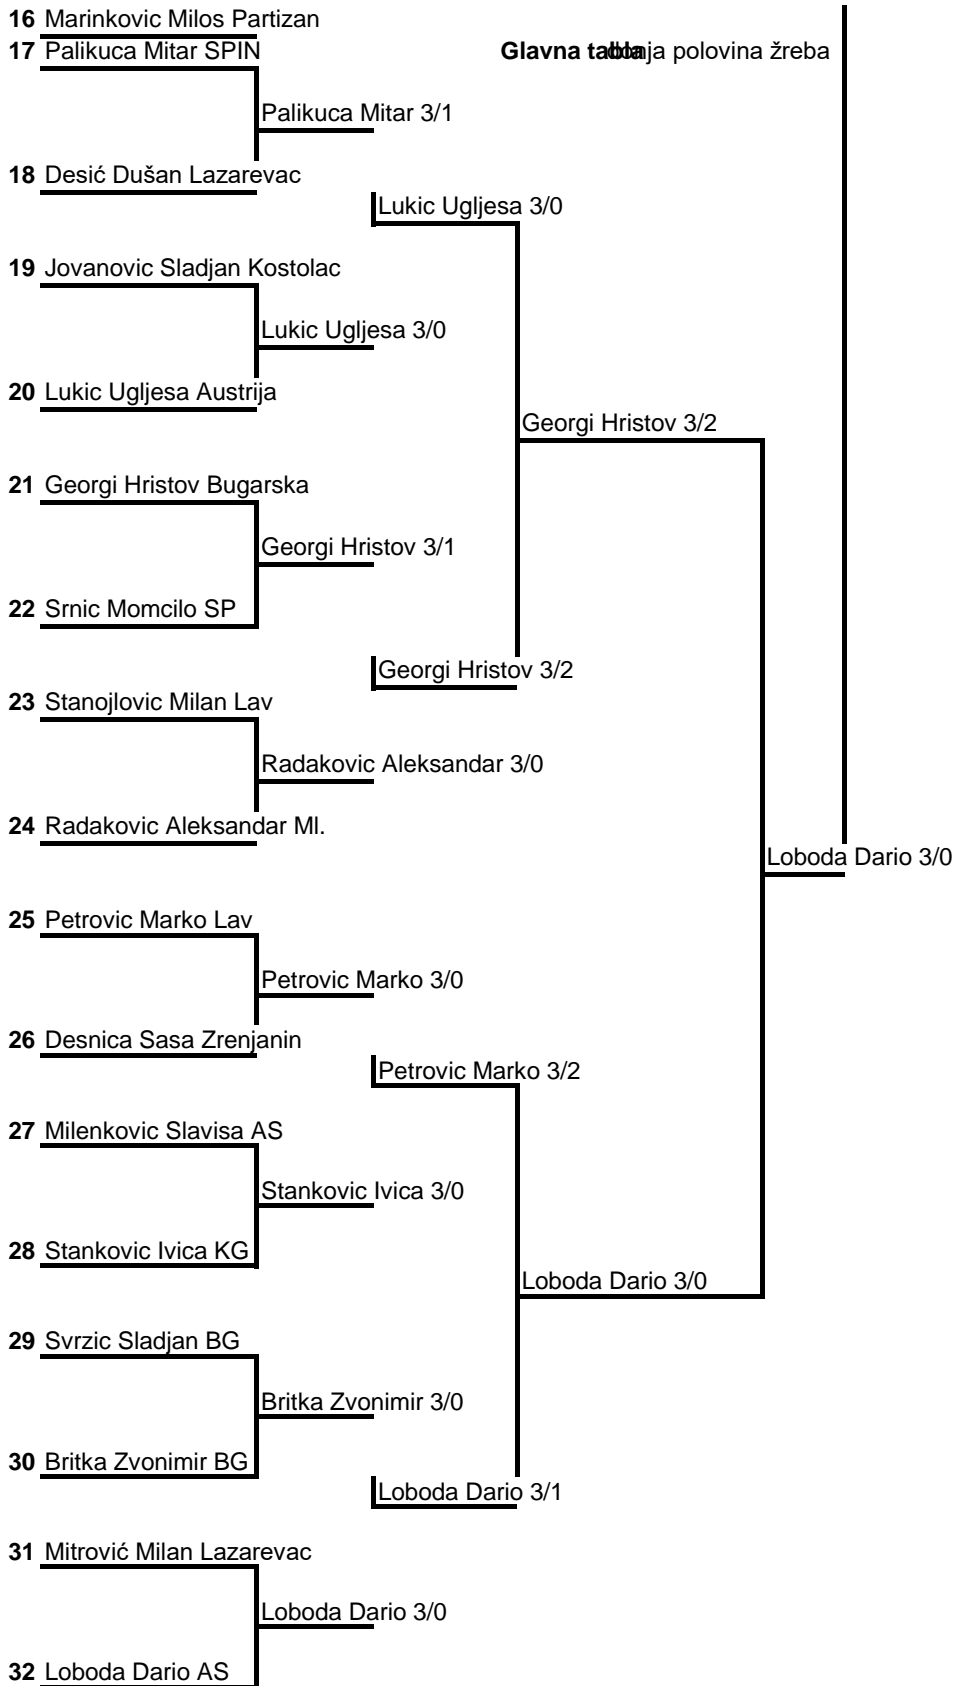 16 Marinkovic Milos Partizan
17 Palikuca Mitar SPIN
Glavna tabla donja polovina žreba
Palikuca Mitar 3/1
18 Desić Dušan Lazarevac
Lukic Ugljesa 3/0
19 Jovanovic Sladjan Kostolac
Lukic Ugljesa 3/0
20 Lukic Ugljesa Austrija
Georgi Hristov 3/2
21 Georgi Hristov Bugarska
Georgi Hristov 3/1
22 Srnic Momcilo SP
Georgi Hristov 3/2
23 Stanojlovic Milan Lav
Radakovic Aleksandar 3/0
24 Radakovic Aleksandar Ml.
Loboda Dario 3/0
25 Petrovic Marko Lav
Petrovic Marko 3/0
26 Desnica Sasa Zrenjanin
Petrovic Marko 3/2
27 Milenkovic Slavisa AS
Stankovic Ivica 3/0
28 Stankovic Ivica KG
Loboda Dario 3/0
29 Svrzic Sladjan BG
Britka Zvonimir 3/0
30 Britka Zvonimir BG
Loboda Dario 3/1
31 Mitrović Milan Lazarevac
Loboda Dario 3/0
32 Loboda Dario AS